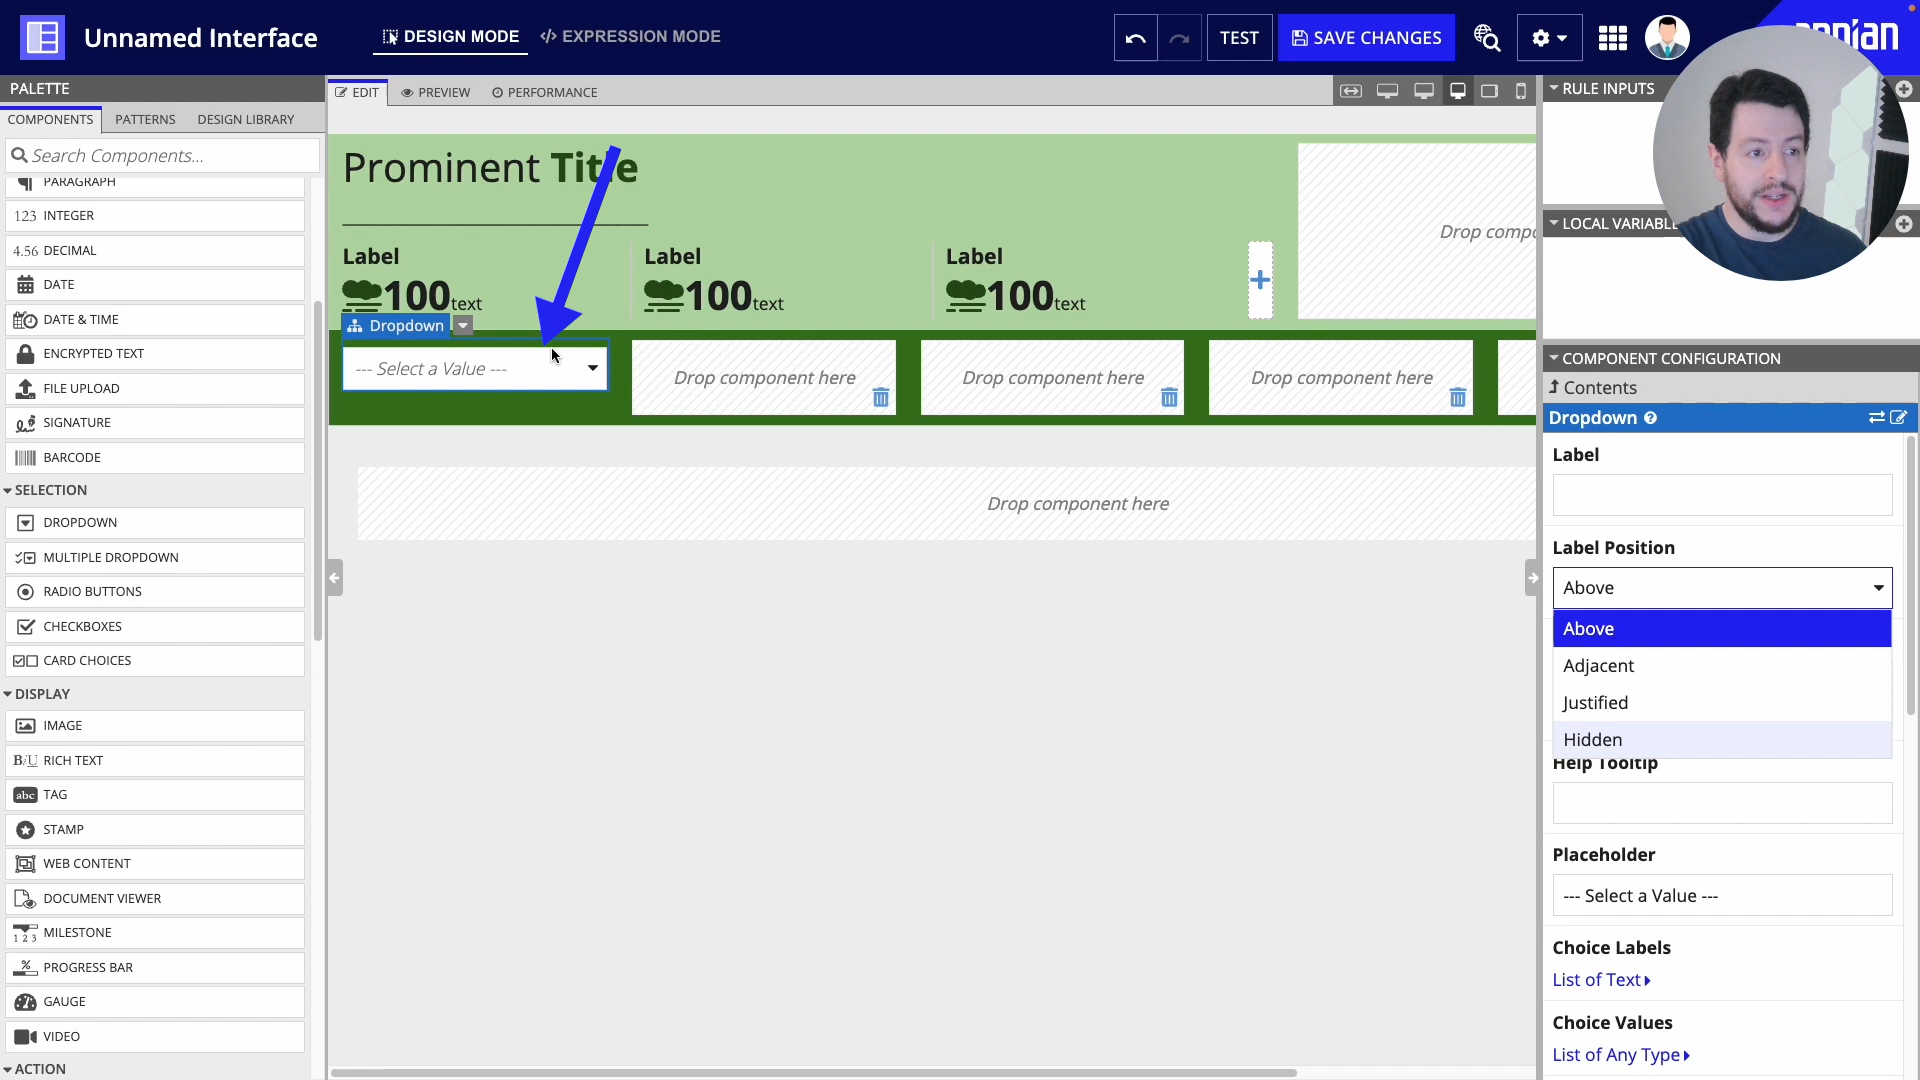 Unnamed Interface
DESIGN MODE
EXPRESSION MODE
TEST
SAVE CHANGES
PALETTE
COMPONENTS
PATTERNS
DESIGN LIBRARY
Search Components...
PARAGRAPH
123 INTEGER
4.56 DECIMAL
DATE
DATE & TIME
ENCRYPTED TEXT
FILE UPLOAD
SIGNATURE
BARCODE
SELECTION
DROPDOWN
MULTIPLE DROPDOWN
RADIO BUTTONS
CHECKBOXES
CARD CHOICES
DISPLAY
IMAGE
RICH TEXT
abc TAG
STAMP
WEB CONTENT
DOCUMENT VIEWER
1 2 3 MILESTONE
% PROGRESS BAR
GAUGE
VIDEO
ACTION
EDIT
PREVIEW
PERFORMANCE
Prominent Title
Label
100 text
Label
100 text
Label
100 text
Drop comp
Dropdown
--- Select a Value ---
Drop component here
Drop component here
Drop component here
Drop component here
RULE INPUTS
LOCAL VARIABLE
COMPONENT CONFIGURATION
Contents
Dropdown
Label
Label Position
Above
Above
Adjacent
Justified
Hidden
Help Tooltip
Placeholder
--- Select a Value ---
Choice Labels
List of Text
Choice Values
List of Any Type